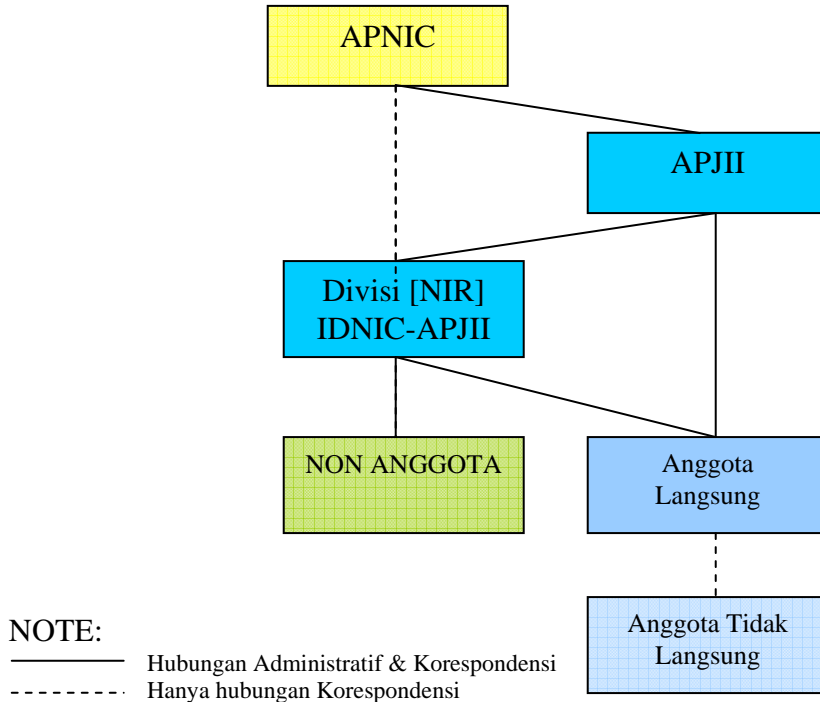 APNIC
APJII
Divisi [NIR]
IDNIC-APJII
NON ANGGOTA
Anggota
Langsung
Anggota Tidak
Langsung
NOTE:
Hubungan Administratif & Korespondensi
Hanya hubungan Korespondensi